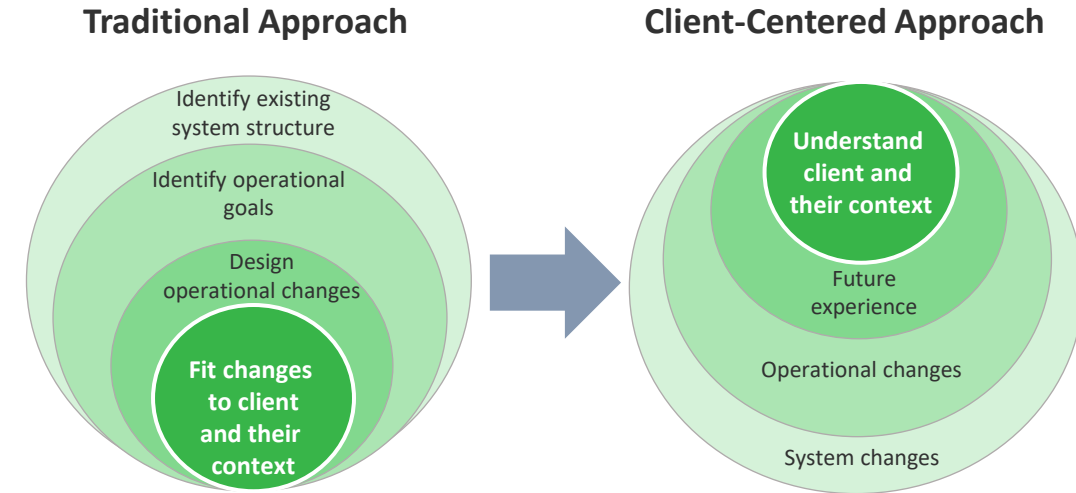 Traditional Approach
Identify existing
system structure
Identify operational
goals
Design
operational changes
Fit changes
to client
and their
context
Client-Centered Approach
Understand
client and
their context
Future
experience
Operational changes
System changes